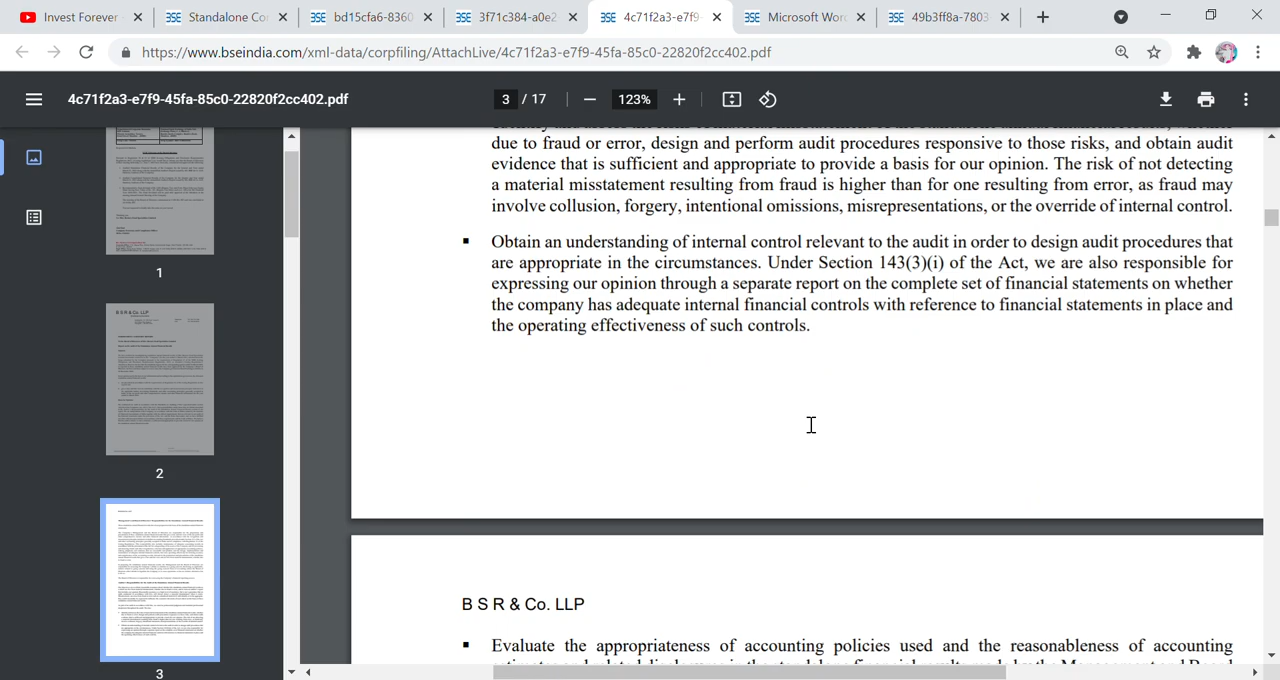 Invest Forever
Standalone Co
bd15cfa6-8360
3f71c384-a0e2
4c71f2a3-e7f9
Microsoft Wor
49b3ff8a-7803
https://www.bseindia.com/xml-data/corpfiling/AttachLive/4c71f2a3-e7f9-45fa-85c0-22820f2cc402.pdf
4c71f2a3-e7f9-45fa-85c0-22820f2cc402.pdf
3 / 17
123%
due to fraud or error, design and perform audit procedures responsive to those risks, and obtain audit
evidence that is sufficient and appropriate to provide a basis for our opinion. The risk of not detecting
a material misstatement resulting from fraud is higher than for one resulting from error, as fraud may
involve collusion, forgery, intentional omissions, misrepresentations, or the override of internal control.
▪ Obtain an understanding of internal control relevant to the audit in order to design audit procedures that
are appropriate in the circumstances. Under Section 143(3)(i) of the Act, we are also responsible for
expressing our opinion through a separate report on the complete set of financial statements on whether
the company has adequate internal financial controls with reference to financial statements in place and
the operating effectiveness of such controls.
B S R & Co. LLP
▪ Evaluate the appropriateness of accounting policies used and the reasonableness of accounting
1
B S R & Co. LLP
2
3